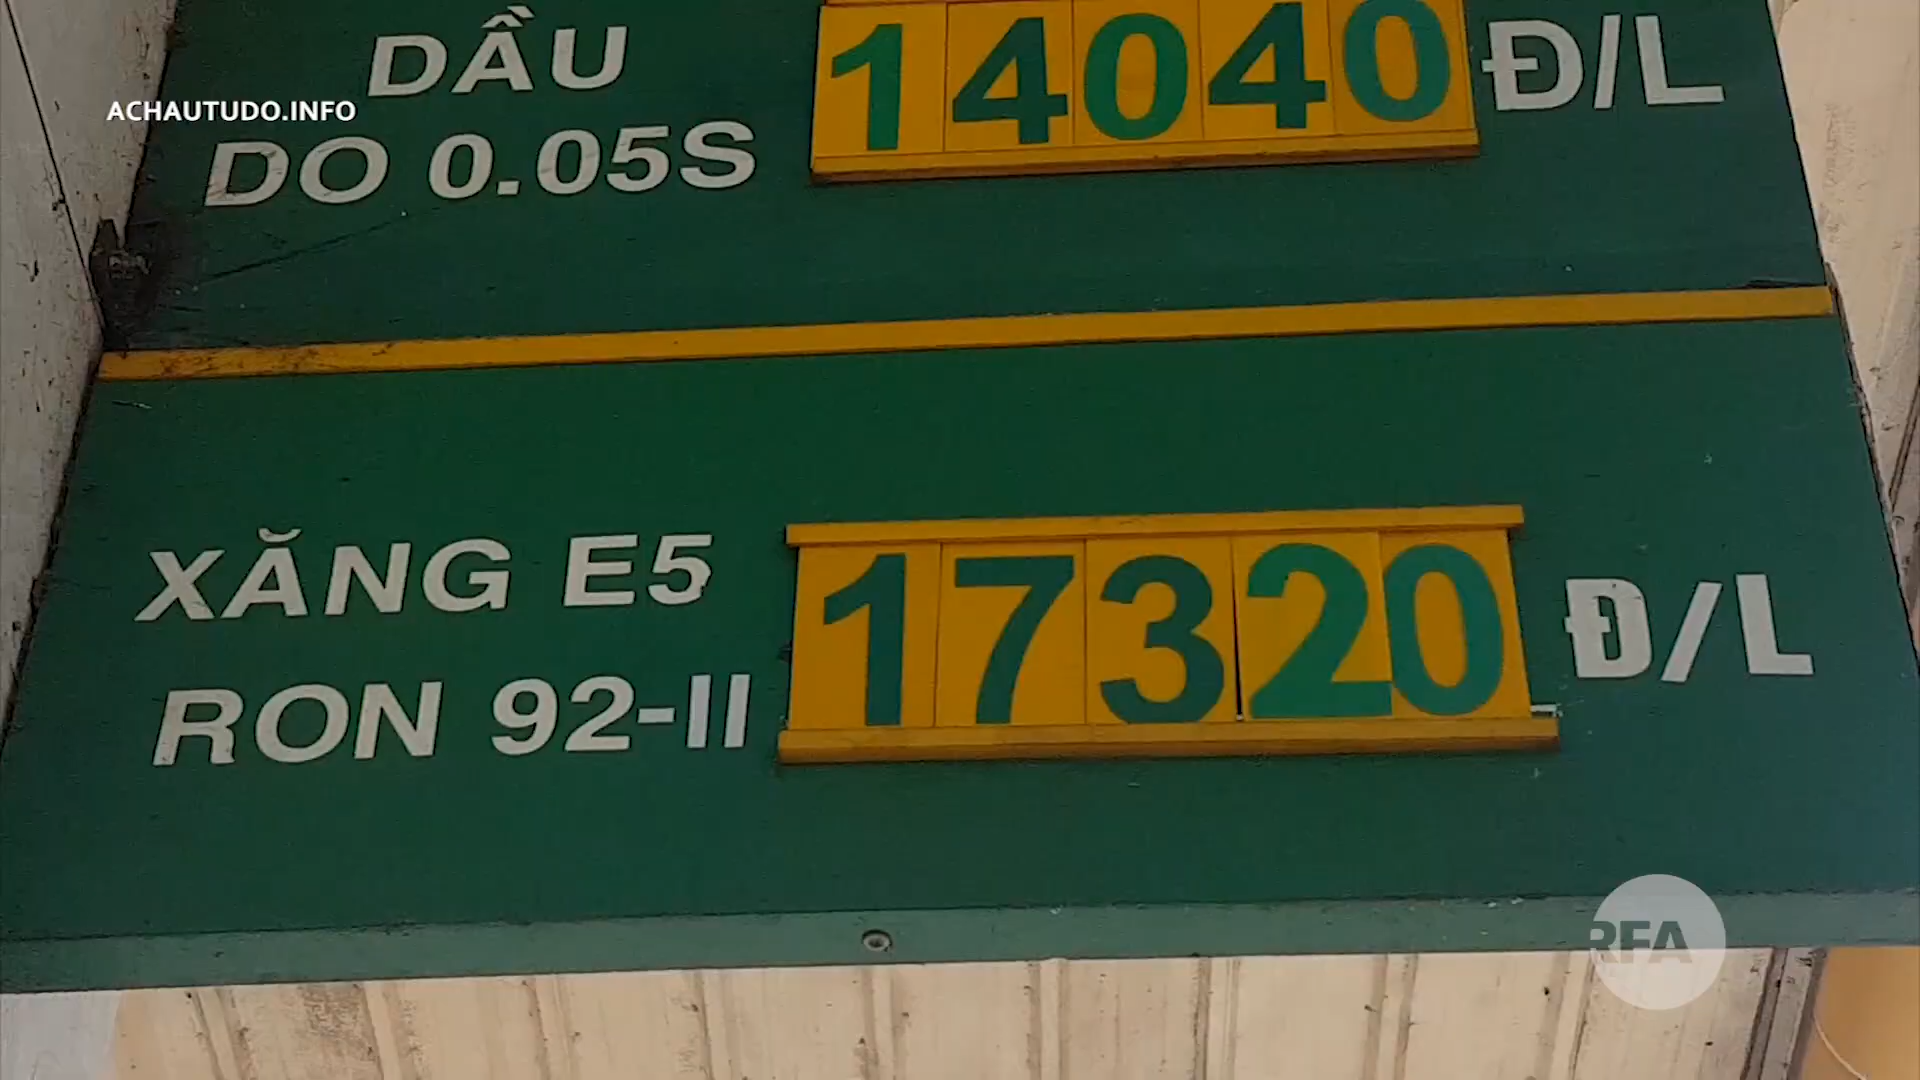 DẦU
14040 Đ/L
ACHAUTUDO.INFO
DO 0.05S
XĂNG E5
17320 Đ/L
RON 92-II
RFA